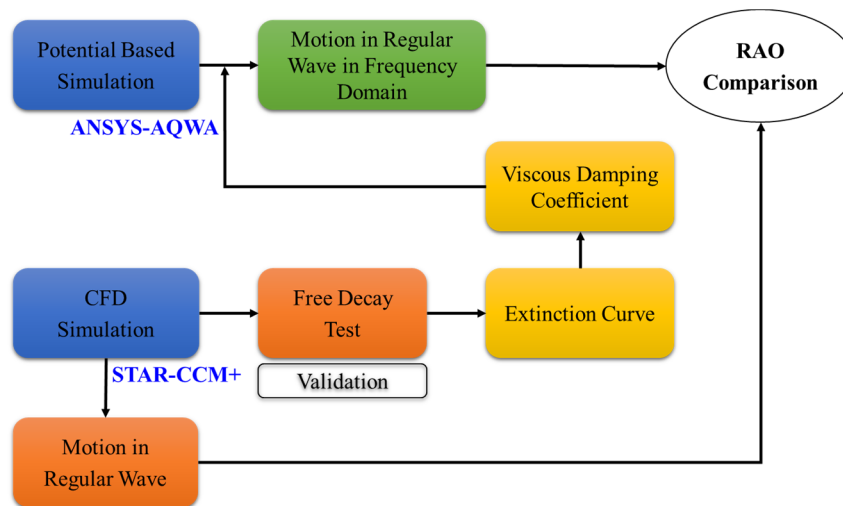 Potential Based
Simulation
Motion in Regular
Wave in Frequency
Domain
RAO
Comparison
ANSYS-AQWA
Viscous Damping
Coefficient
CFD
Simulation
Free Decay
Test
Extinction Curve
STAR-CCM+
Validation
Motion in
Regular Wave